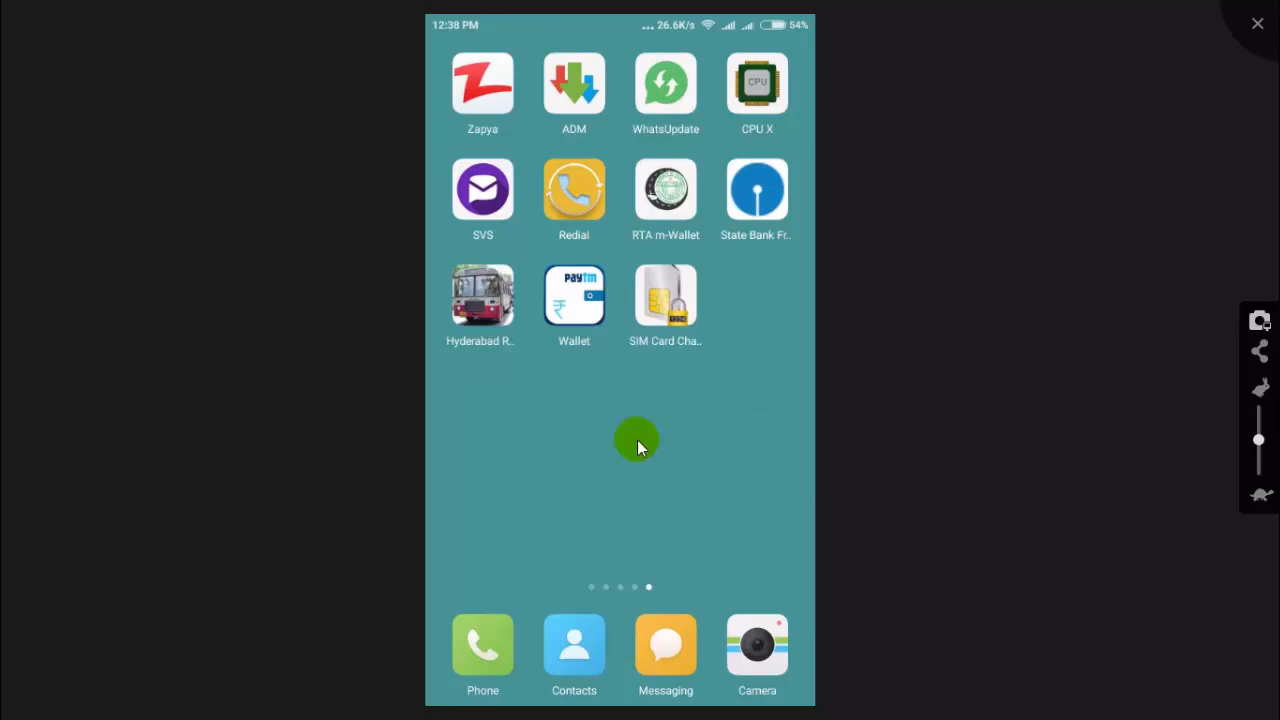 12:38 PM ... 26.6K/s 54%
Zapya ADM WhatsUpdate CPU X
CPU
SVS Redial RTA m-Wallet State Bank Fr..
Paytm
Hyderabad R.. Wallet SIM Card Cha..
Phone Contacts Messaging Camera